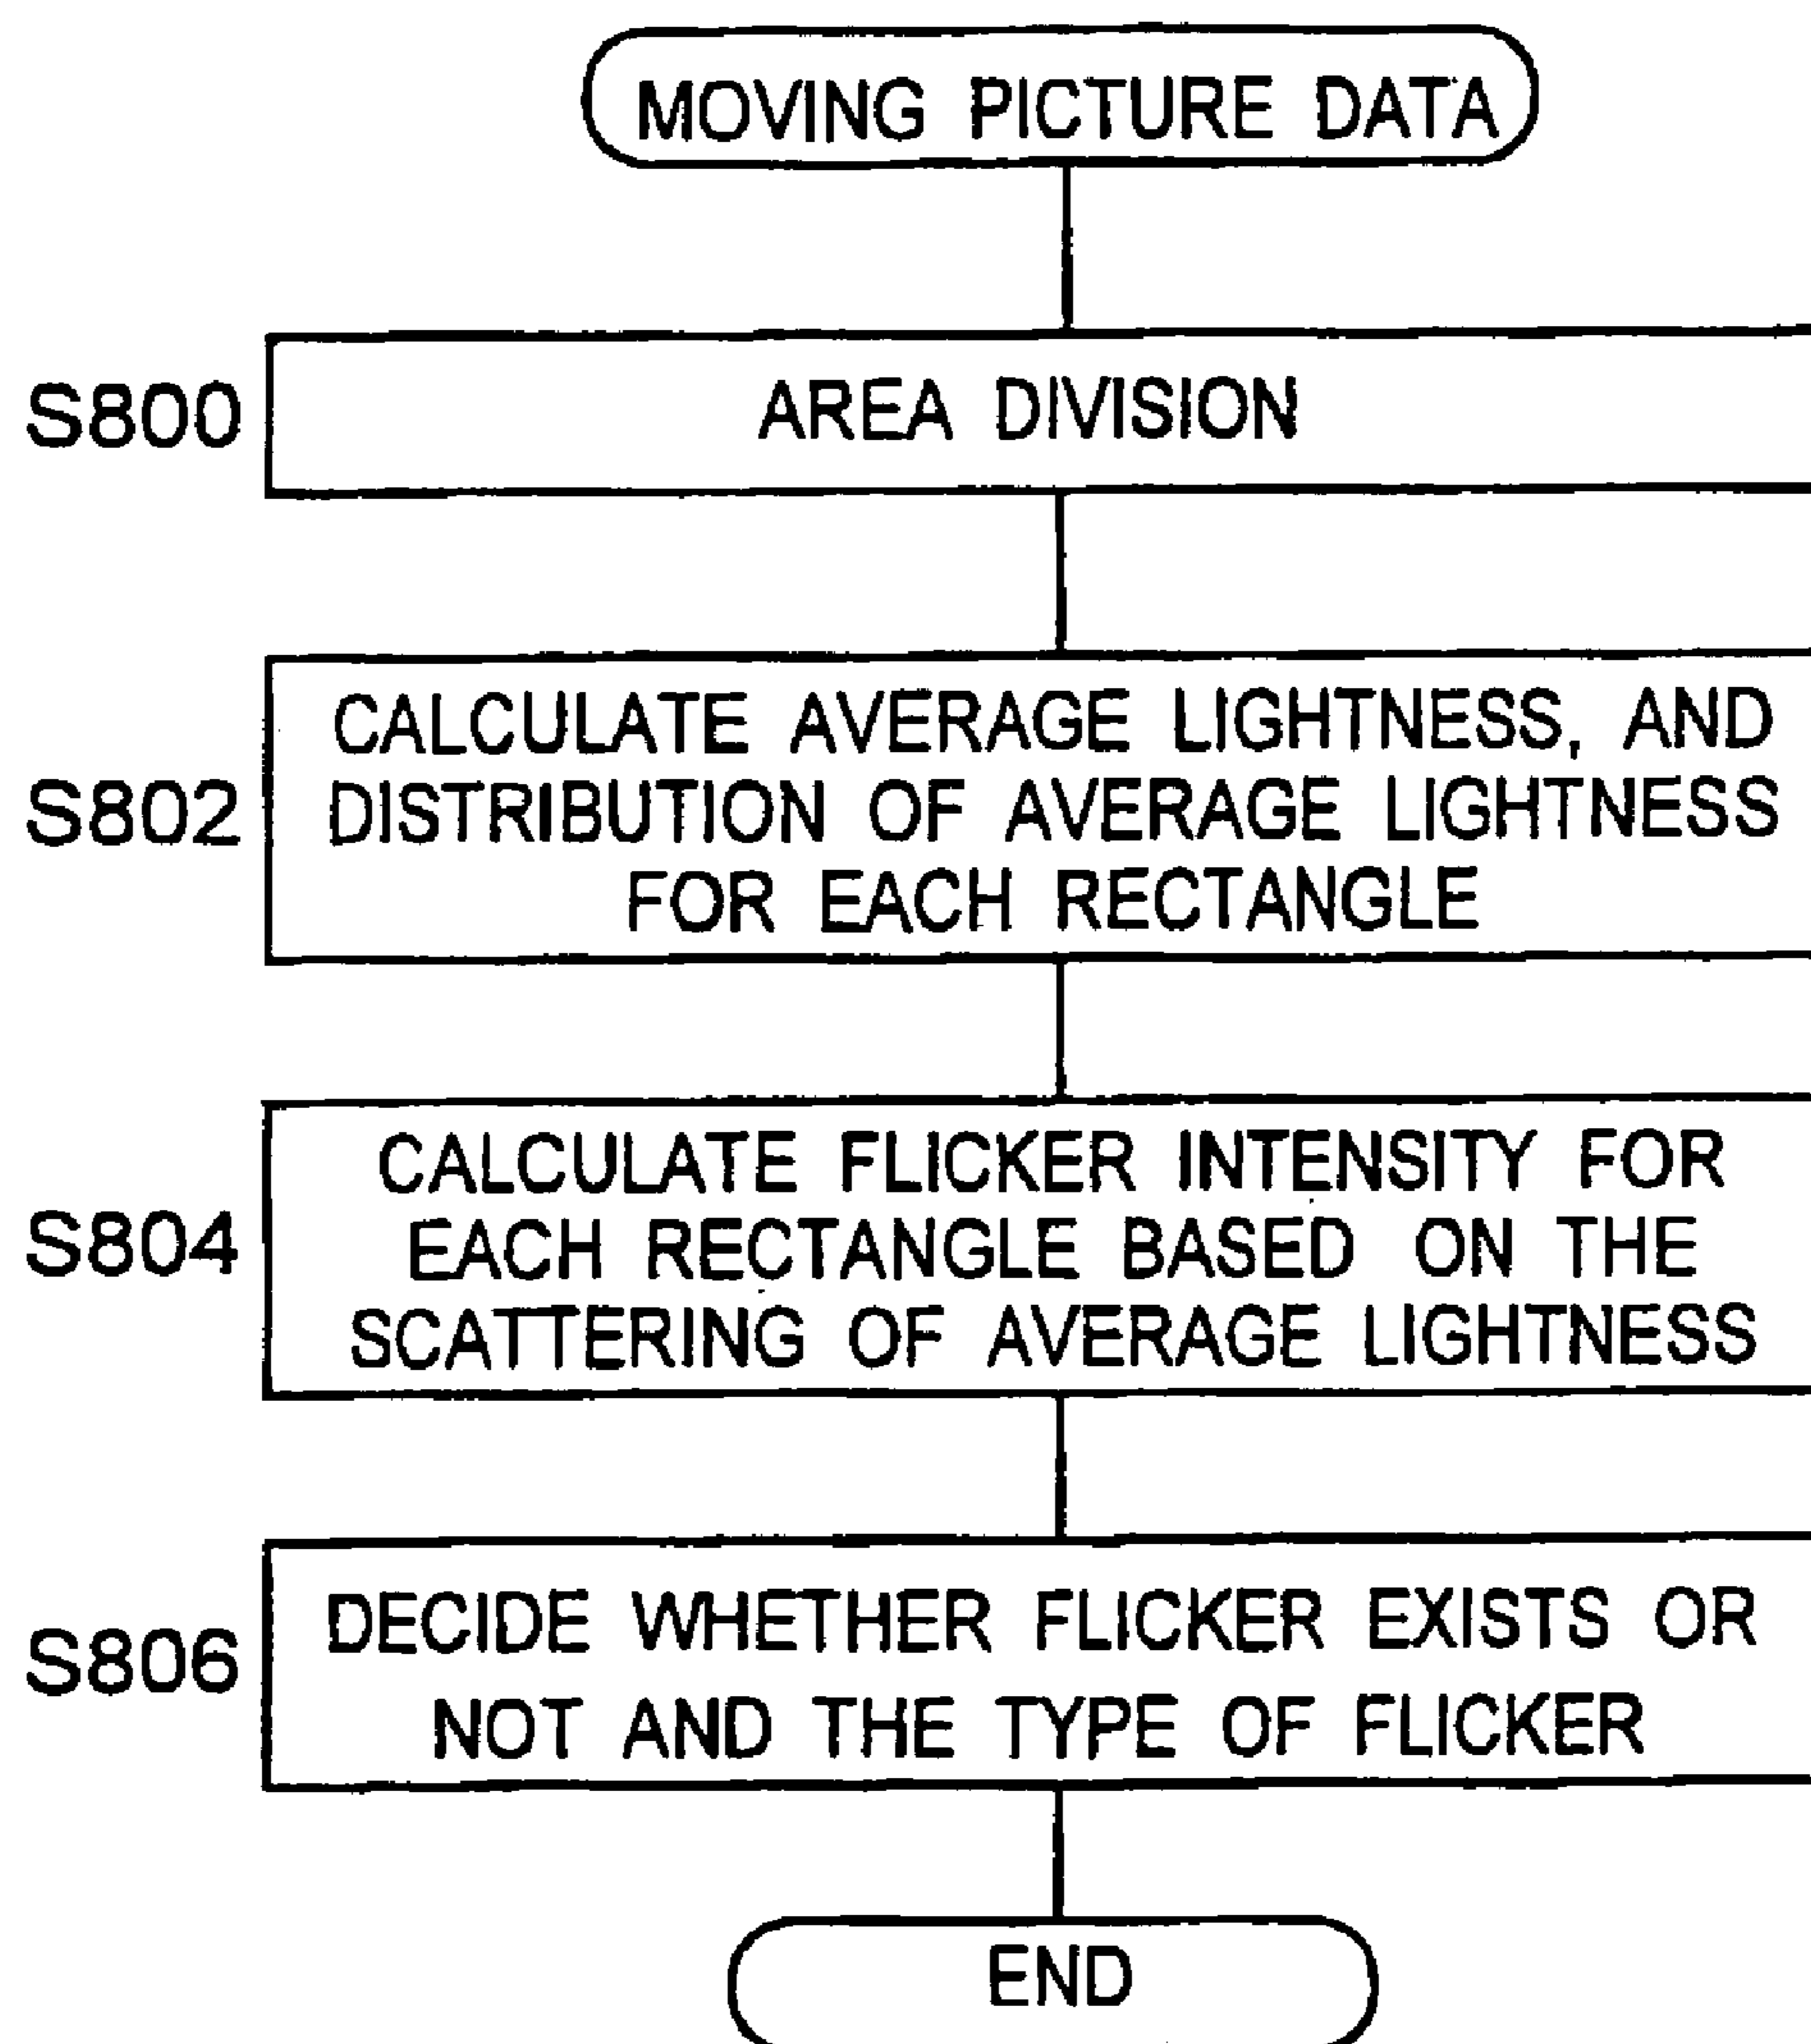 MOVING PICTURE DATA
S800
AREA DIVISION
S802
CALCULATE AVERAGE LIGHTNESS, AND
DISTRIBUTION OF AVERAGE LIGHTNESS
FOR EACH RECTANGLE
S804
CALCULATE FLICKER INTENSITY FOR
EACH RECTANGLE BASED ON THE
SCATTERING OF AVERAGE LIGHTNESS
S806
DECIDE WHETHER FLICKER EXISTS OR
NOT AND THE TYPE OF FLICKER
END